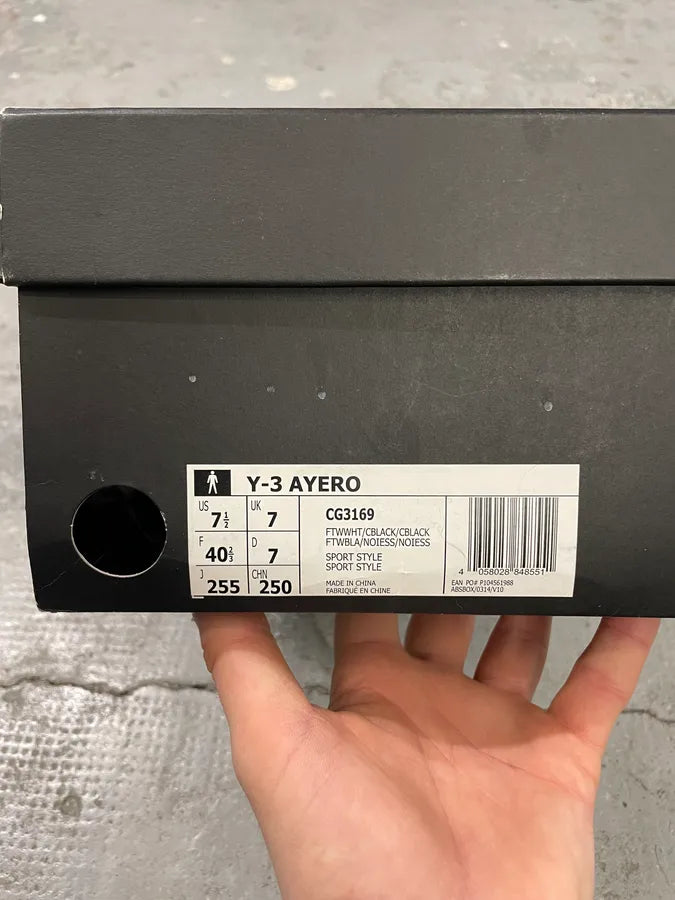 Y-3 AYERO
US 7½ UK 7
F 40⅔ D 7
J 255 CHN 250
CG3169
FTWWHT/CBLACK/CBLACK
FTWBLA/NOIESS/NOIESS
SPORT STYLE
SPORT STYLE
MADE IN CHINA
FABRIQUÉ EN CHINE
4 058028 848551
EAN PO# P104561988
ABSBOX/0314/V10